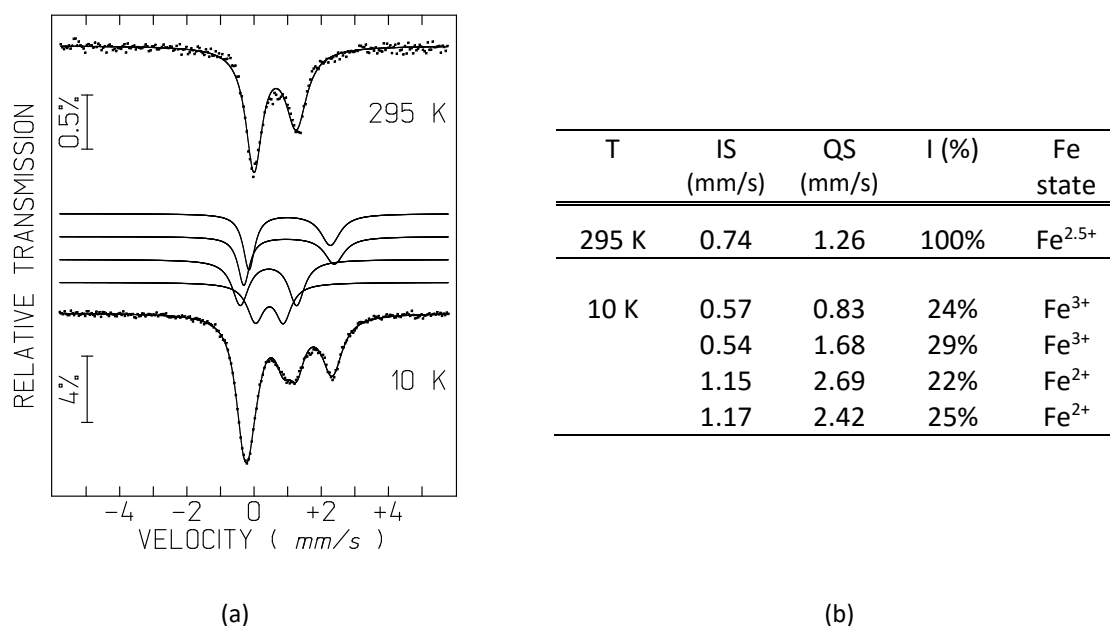 RELATIVE TRANSMISSION
0.5%
295 K
4%
10 K
−4 −2 0 +2 +4
VELOCITY ( mm/s )
(a)
T IS (mm/s) QS (mm/s) I (%) Fe state
295 K 0.74 1.26 100% Fe2.5+
10 K 0.57 0.83 24% Fe3+
0.54 1.68 29% Fe3+
1.15 2.69 22% Fe2+
1.17 2.42 25% Fe2+
(b)